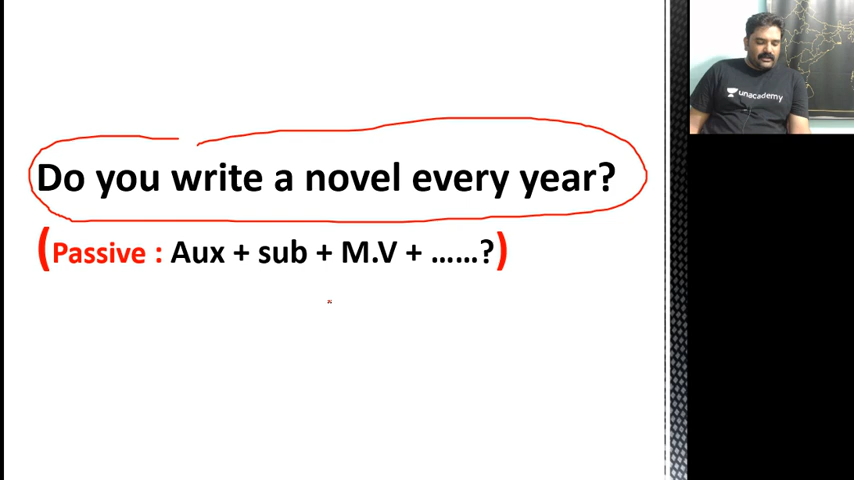 Do you write a novel every year?
(Passive : Aux + sub + M.V + ......?)
unacademy